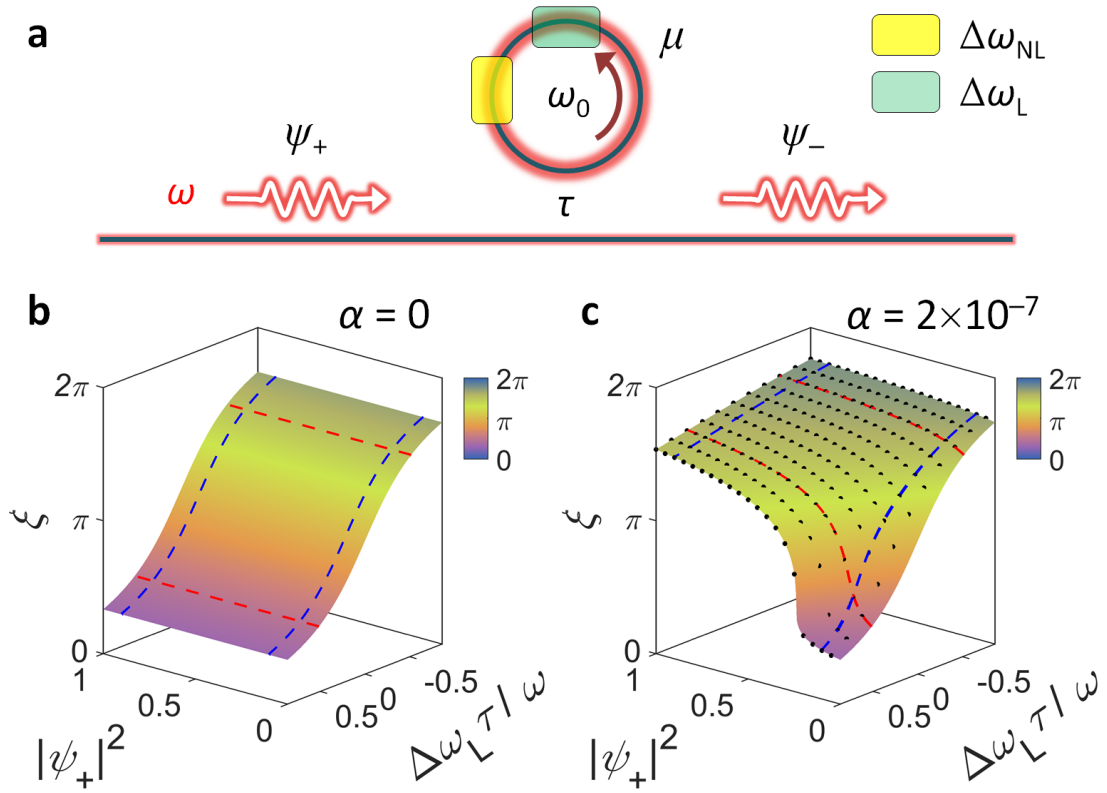 a
μ
Δω_NL
ω_0
Δω_L
ψ_+
ψ_−
ω
τ
b
α = 0
c
α = 2×10^−7
2π
2π
π
0
ξ
π
0
1
0.5
0
0.5
0
-0.5
|ψ_+|^2
Δω_L τ / ω
2π
2π
π
0
ξ
π
0
1
0.5
0
0.5
0
-0.5
|ψ_+|^2
Δω_L τ / ω